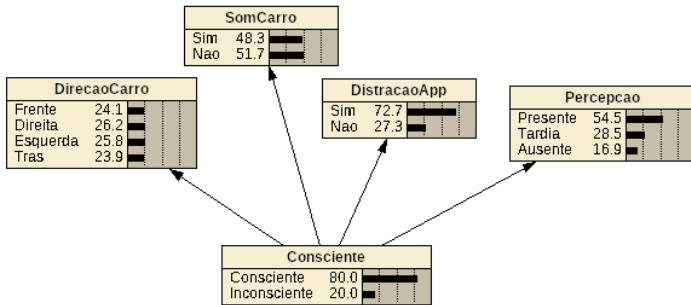 SomCarro
Sim 48.3
Nao 51.7
DirecaoCarro
Frente 24.1
Direita 26.2
Esquerda 25.8
Tras 23.9
DistracaoApp
Sim 72.7
Nao 27.3
Percepcao
Presente 54.5
Tardia 28.5
Ausente 16.9
Consciente
Consciente 80.0
Inconsciente 20.0